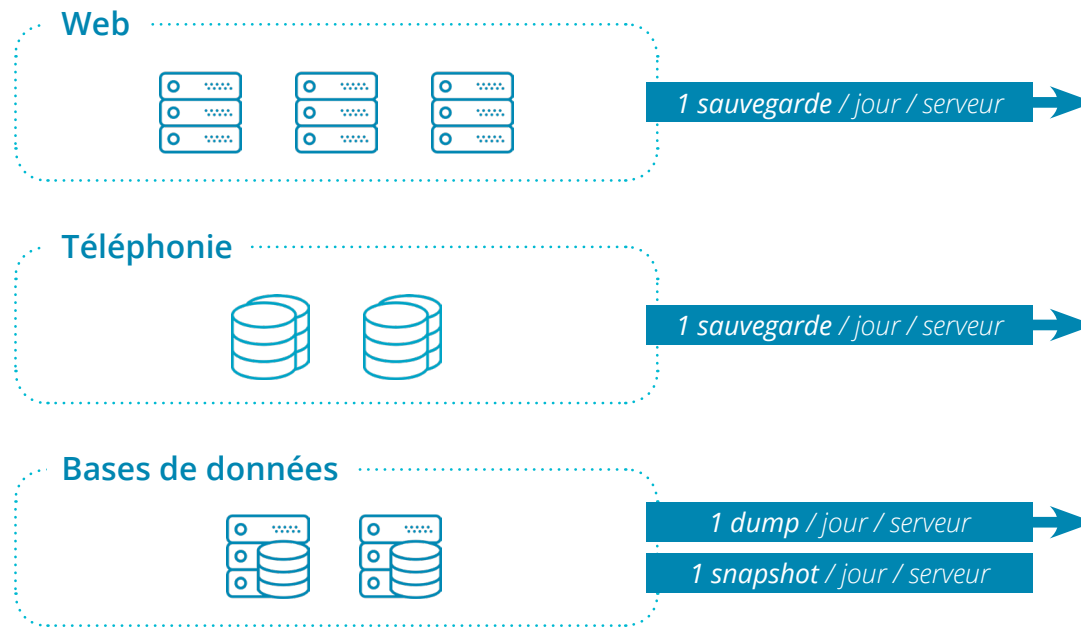 Web
1 sauvegarde / jour / serveur
Téléphonie
1 sauvegarde / jour / serveur
Bases de données
1 dump / jour / serveur
1 snapshot / jour / serveur